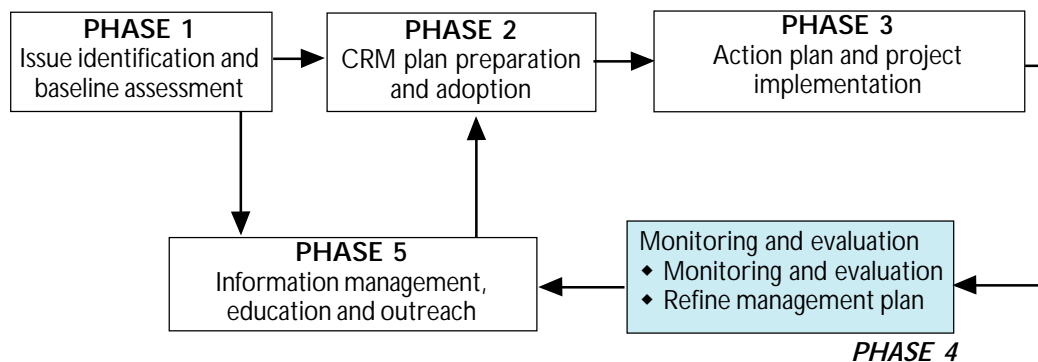 PHASE 1
Issue identification and
baseline assessment
PHASE 2
CRM plan preparation
and adoption
PHASE 3
Action plan and project
implementation
PHASE 5
Information management,
education and outreach
Monitoring and evaluation
◆ Monitoring and evaluation
◆ Refine management plan
PHASE 4